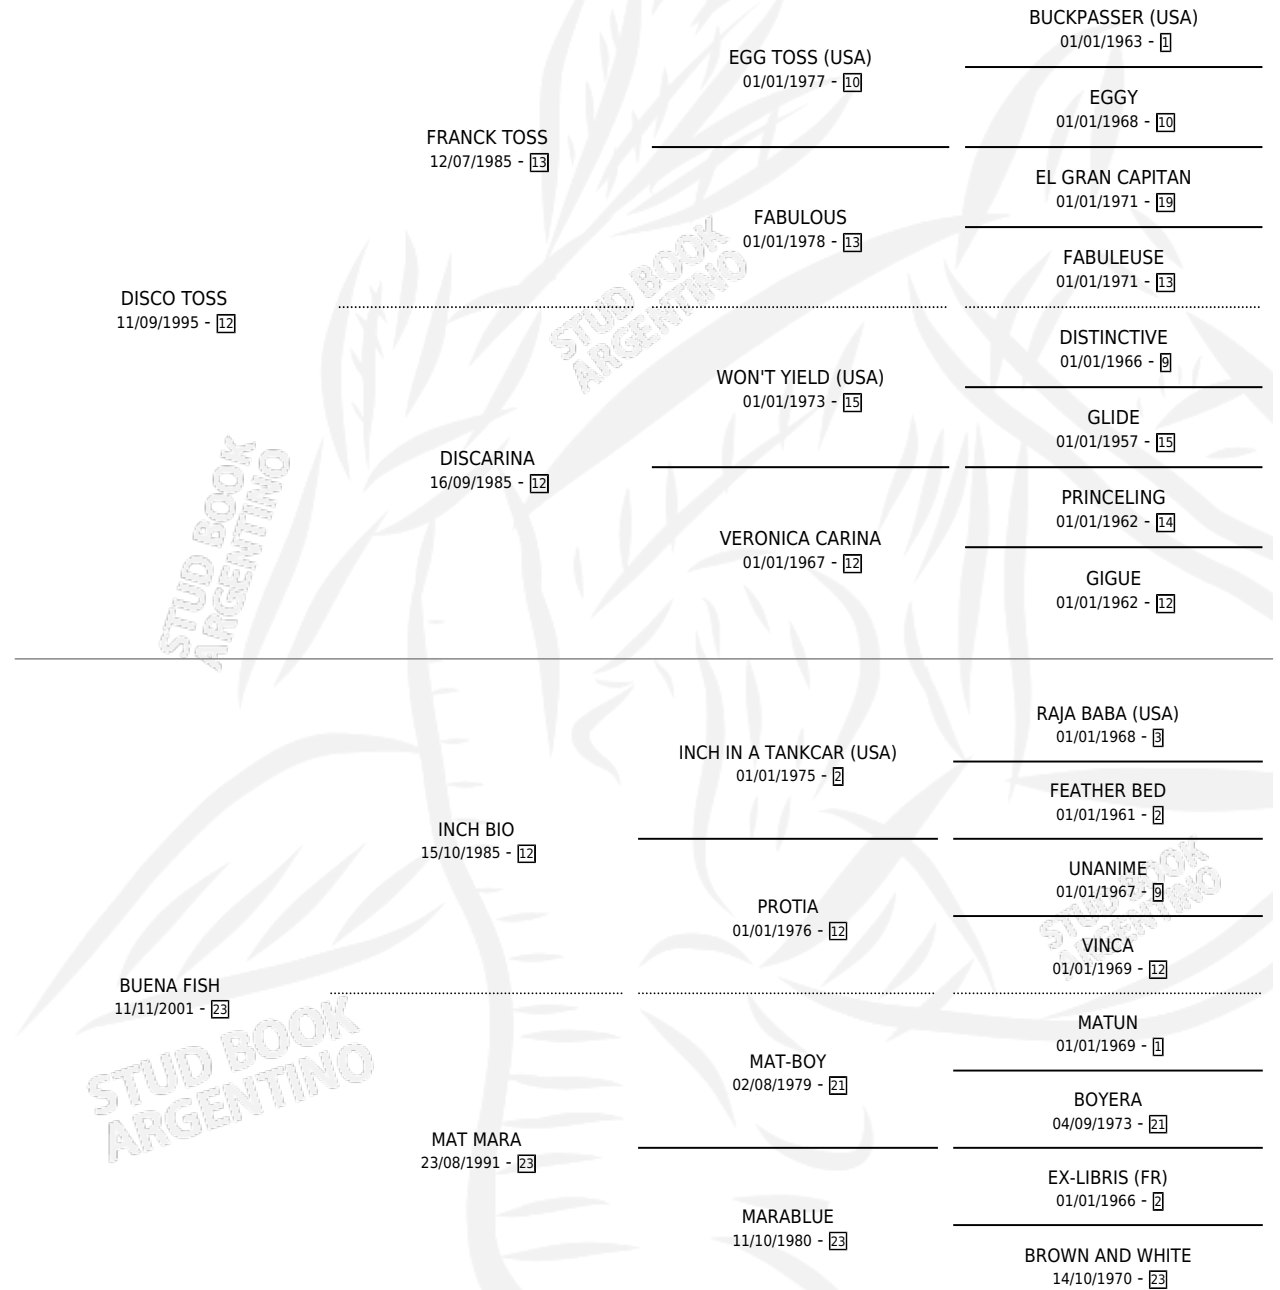 BUCKPASSER (USA)
01/01/1963 - 1
EGG TOSS (USA)
01/01/1977 - 10
EGGY
01/01/1968 - 10
FRANCK TOSS
12/07/1985 - 13
EL GRAN CAPITAN
01/01/1971 - 19
FABULOUS
01/01/1978 - 13
FABULEUSE
01/01/1971 - 13
DISCO TOSS
11/09/1995 - 12
DISTINCTIVE
01/01/1966 - 9
WON'T YIELD (USA)
01/01/1973 - 15
GLIDE
01/01/1957 - 15
DISCARINA
16/09/1985 - 12
PRINCELING
01/01/1962 - 14
VERONICA CARINA
01/01/1967 - 12
GIGUE
01/01/1962 - 12
STUD BOOK
ARGENTINO
STUD BOOK
ARGENTINO
RAJA BABA (USA)
01/01/1968 - 3
INCH IN A TANKCAR (USA)
01/01/1975 - 2
FEATHER BED
01/01/1961 - 2
INCH BIO
15/10/1985 - 12
UNANIME
01/01/1967 - 9
PROTIA
01/01/1976 - 12
VINCA
01/01/1969 - 12
BUENA FISH
11/11/2001 - 23
MATUN
01/01/1969 - 1
MAT-BOY
02/08/1979 - 21
BOYERA
04/09/1973 - 21
MAT MARA
23/08/1991 - 23
EX-LIBRIS (FR)
01/01/1966 - 2
MARABLUE
11/10/1980 - 23
BROWN AND WHITE
14/10/1970 - 23
STUD BOOK
ARGENTINO
STUD BOOK
ARGENTINO